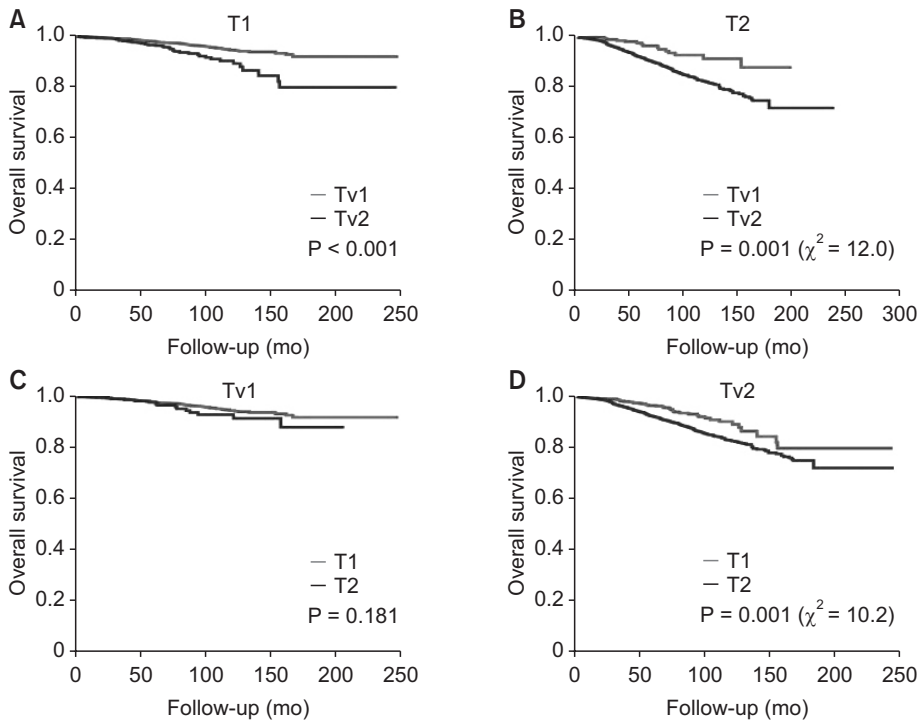 A
T1
Overall survival
1.0
0.8
0.6
0.4
0.2
0
Tv1
Tv2
P < 0.001
0 50 100 150 200 250
Follow-up (mo)
B
T2
Overall survival
1.0
0.8
0.6
0.4
0.2
0
Tv1
Tv2
P = 0.001 (χ² = 12.0)
0 50 100 150 200 250 300
Follow-up (mo)
C
Tv1
Overall survival
1.0
0.8
0.6
0.4
0.2
0
T1
T2
P = 0.181
0 50 100 150 200 250
Follow-up (mo)
D
Tv2
Overall survival
1.0
0.8
0.6
0.4
0.2
0
T1
T2
P = 0.001 (χ² = 10.2)
0 50 100 150 200 250
Follow-up (mo)